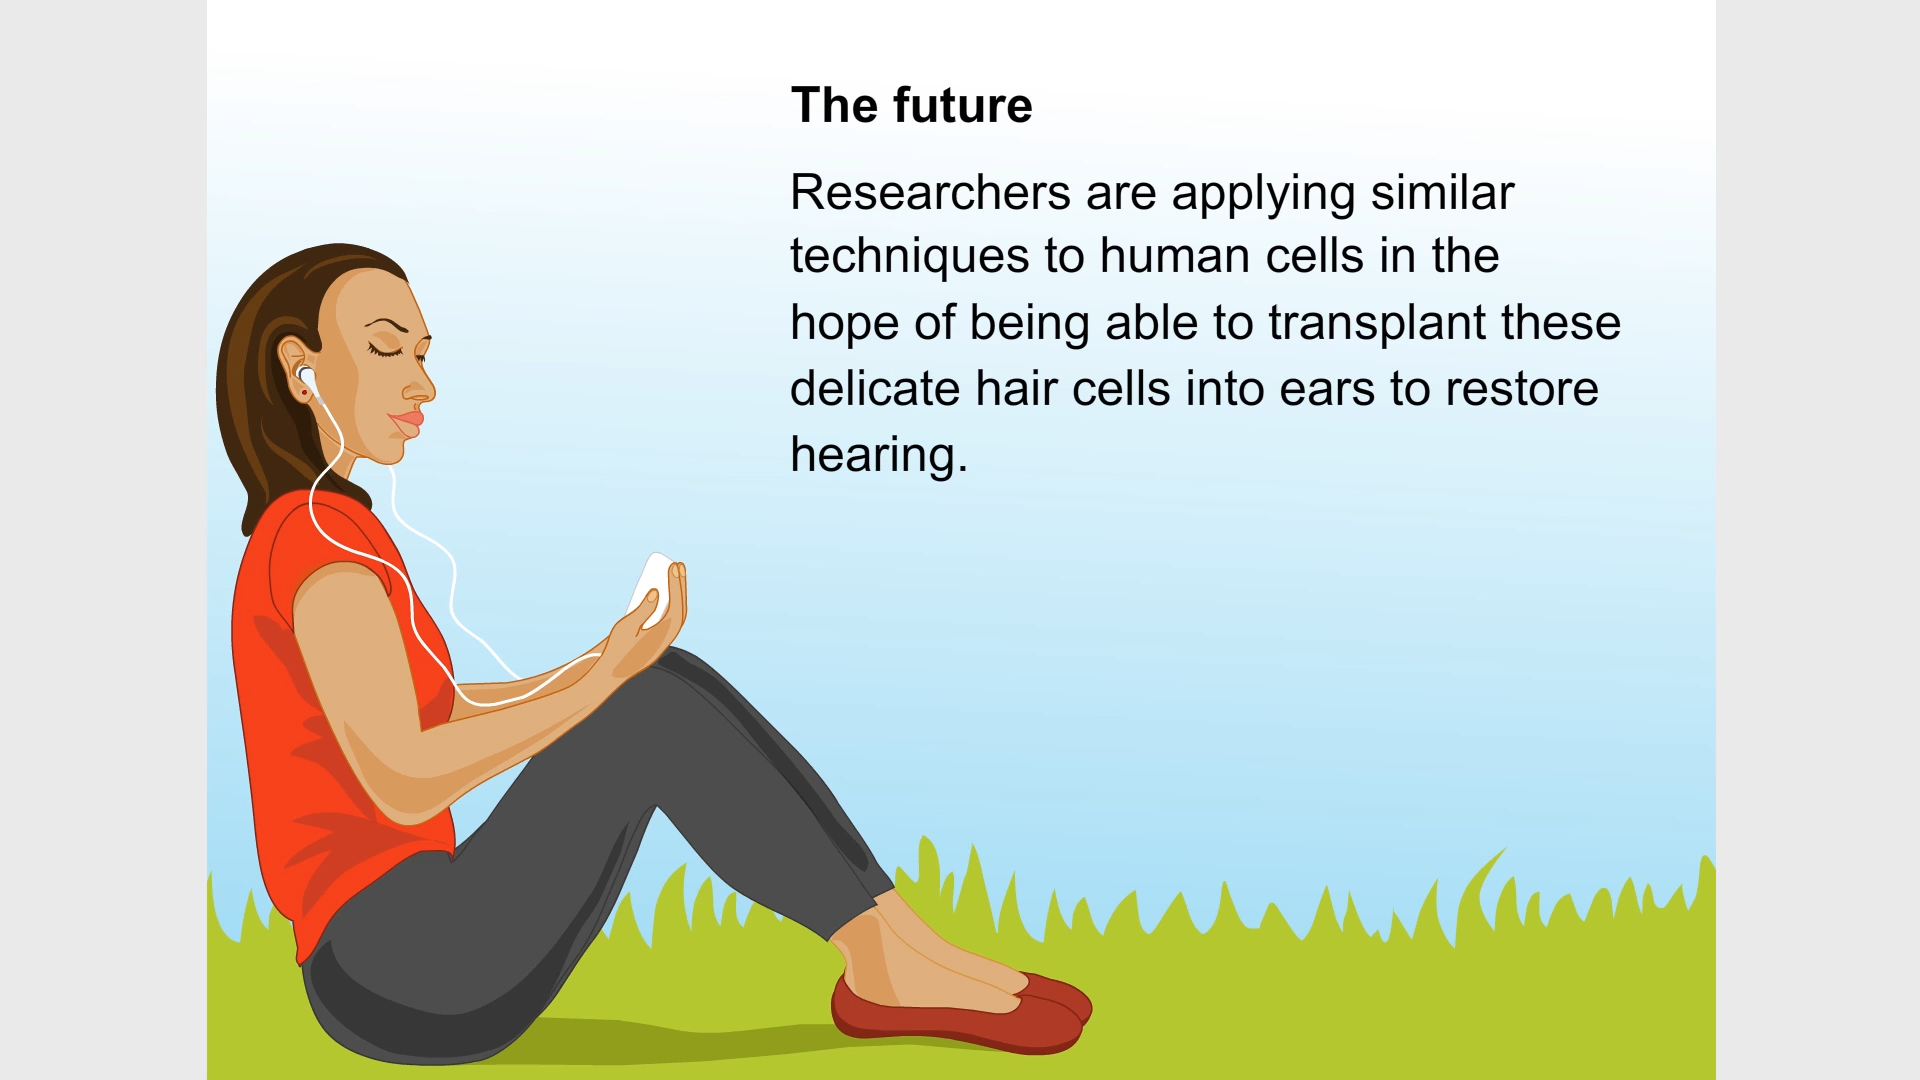 The future
Researchers are applying similar
techniques to human cells in the
hope of being able to transplant these
delicate hair cells into ears to restore
hearing.